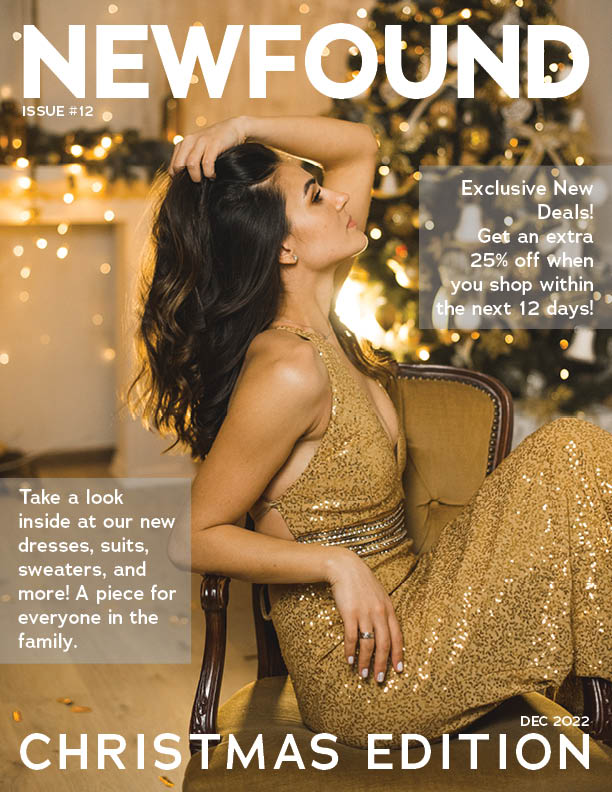 NEWFOUND
ISSUE #12
Exclusive New
Deals!
Get an extra
25% off when
you shop within
the next 12 days!
Take a look
inside at our new
dresses, suits,
sweaters, and
more! A piece for
everyone in the
family.
DEC 2022
CHRISTMAS EDITION